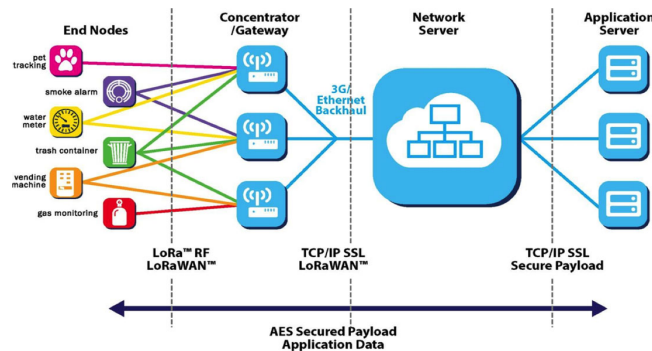 End Nodes
Concentrator
/Gateway
Network
Server
Application
Server
pet
tracking
smoke alarm
water
meter
trash container
vending
machine
gas monitoring
3G/
Ethernet
Backhaul
LoRa™ RF
LoRaWAN™
TCP/IP SSL
LoRaWAN™
TCP/IP SSL
Secure Payload
AES Secured Payload
Application Data